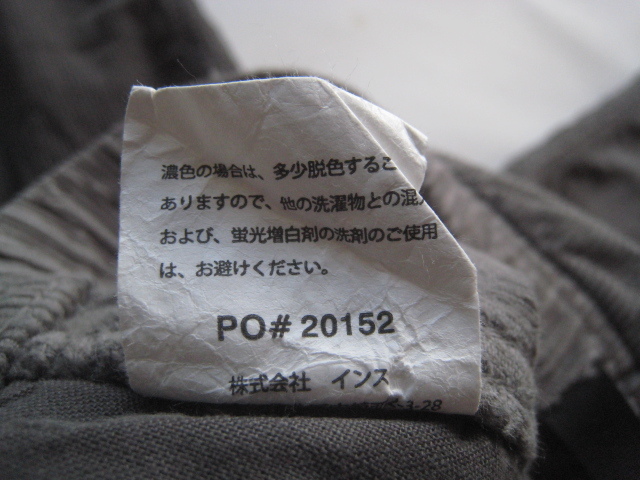 濃色の場合は、多少脱色するこ
ありますので、他の洗濯物との混
および、蛍光増白剤の洗剤のご使用
は、お避けください。
PO# 20152
株式会社 インス
-3-28